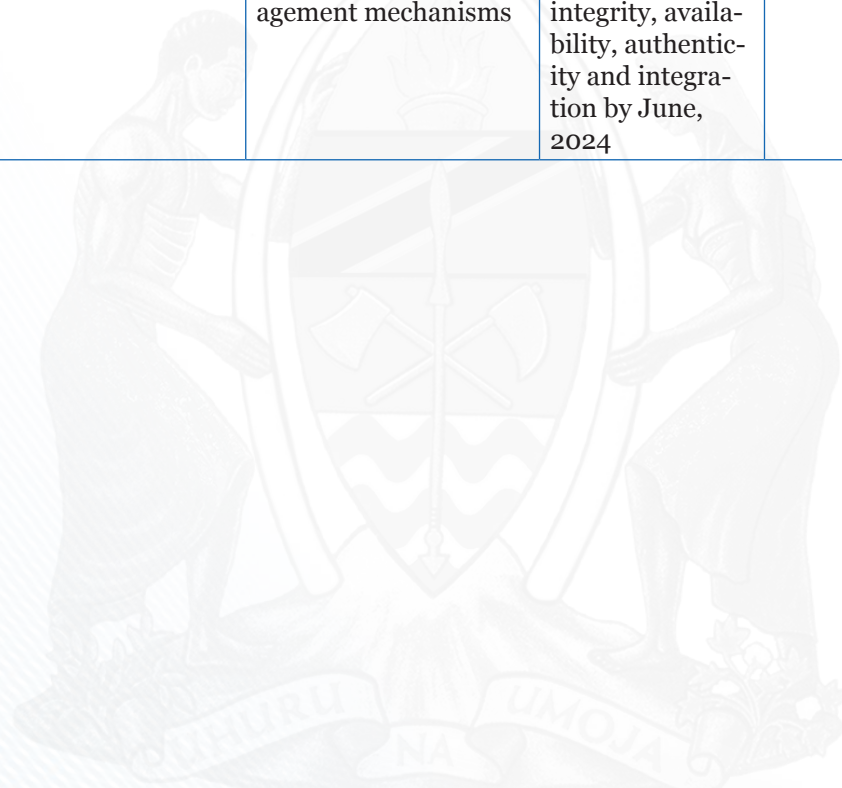 agement mechanisms
integrity, availa-
bility, authentic-
ity and integra-
tion by June,
2024
UHURU
NA
UMOJA